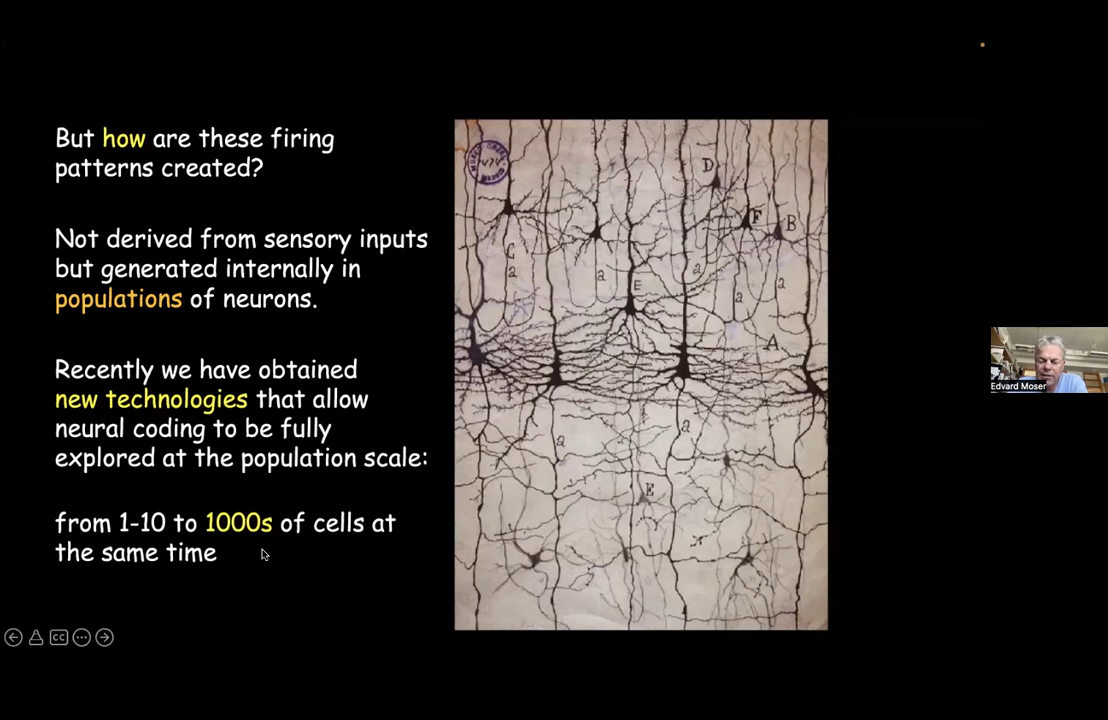 But how are these firing
patterns created?
Not derived from sensory inputs
but generated internally in
populations of neurons.
Recently we have obtained
new technologies that allow
neural coding to be fully
explored at the population scale:
from 1-10 to 1000s of cells at
the same time
D
F
B
C
a
a
a
E
a
a
A
a
a
E
MADRID
Edvard Moser
CC